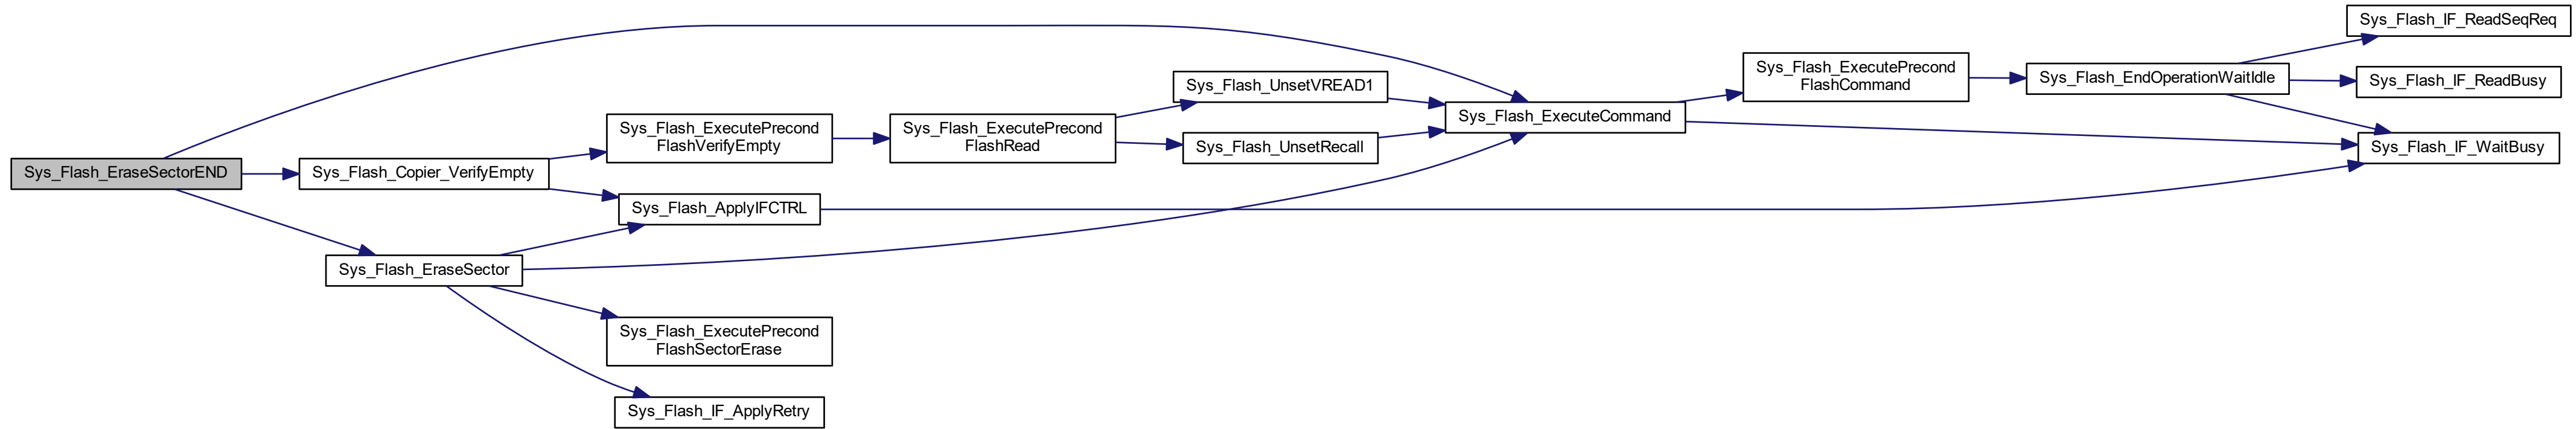 Sys_Flash_EraseSectorEND
Sys_Flash_Copier_VerifyEmpty
Sys_Flash_EraseSector
Sys_Flash_ExecutePrecond
FlashVerifyEmpty
Sys_Flash_ApplyIFCTRL
Sys_Flash_ExecutePrecond
FlashSectorErase
Sys_Flash_IF_ApplyRetry
Sys_Flash_ExecutePrecond
FlashRead
Sys_Flash_UnsetVREAD1
Sys_Flash_UnsetRecall
Sys_Flash_ExecuteCommand
Sys_Flash_ExecutePrecond
FlashCommand
Sys_Flash_EndOperationWaitIdle
Sys_Flash_IF_ReadSeqReq
Sys_Flash_IF_ReadBusy
Sys_Flash_IF_WaitBusy